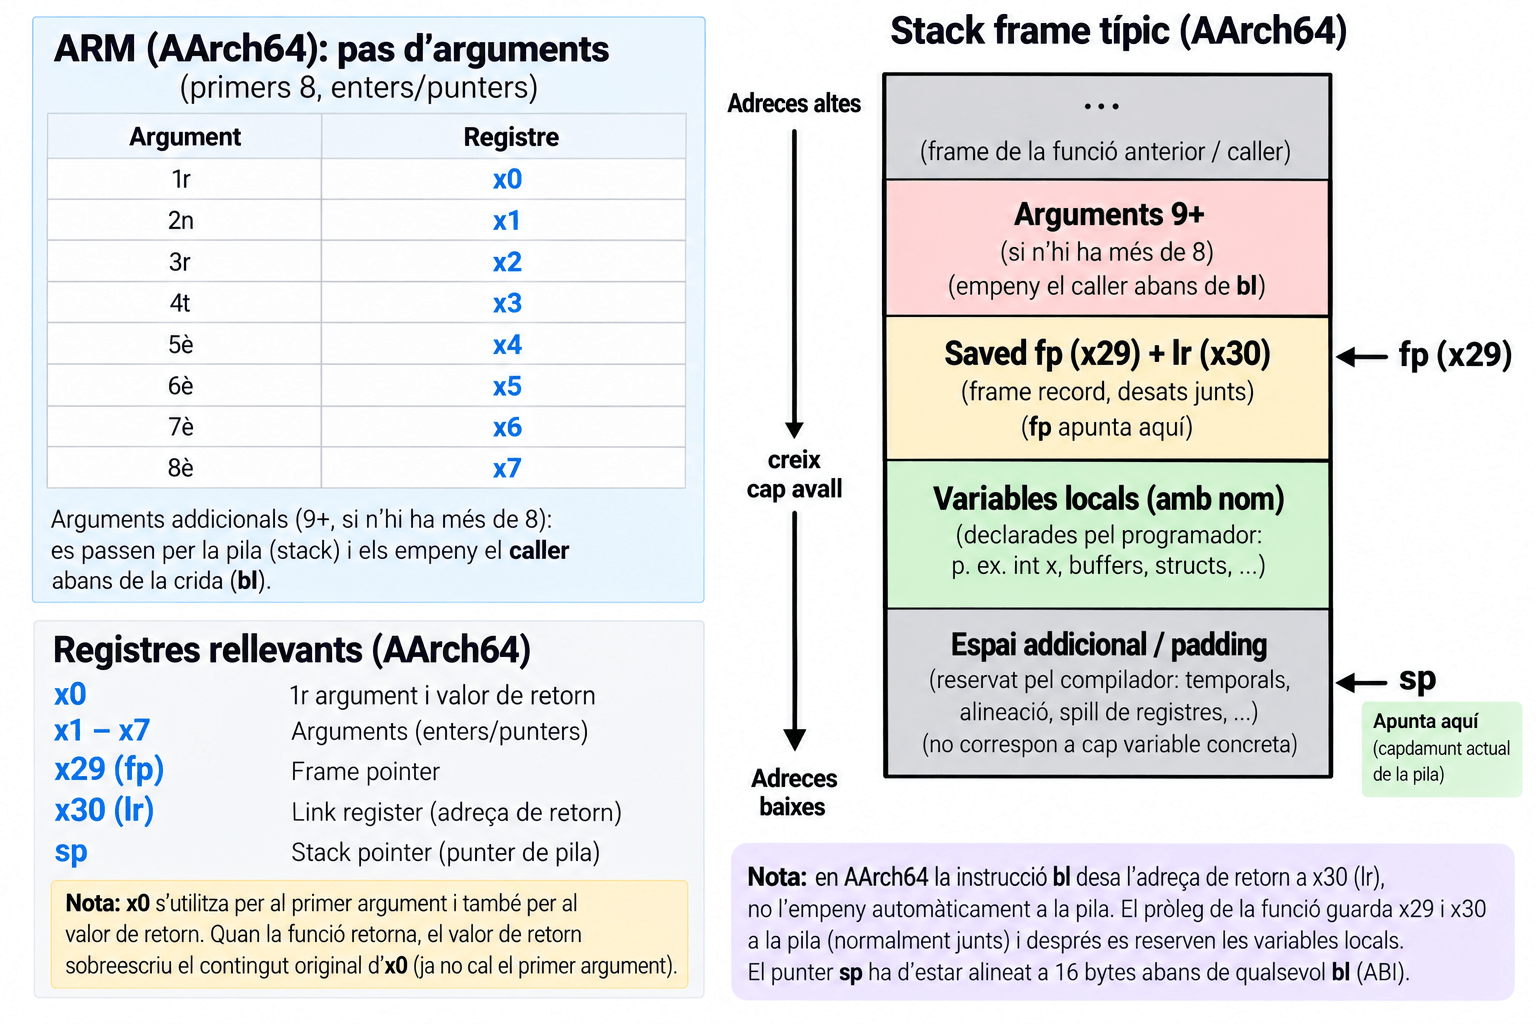 ARM (AArch64): pas d’arguments
(primers 8, enters/punters)
Argument Registre
1r x0
2n x1
3r x2
4t x3
5è x4
6è x5
7è x6
8è x7
Arguments addicionals (9+, si n’hi ha més de 8):
es passen per la pila (stack) i els empeny el caller
abans de la crida (bl).
Registres rellevants (AArch64)
x0 1r argument i valor de retorn
x1 – x7 Arguments (enters/punters)
x29 (fp) Frame pointer
x30 (lr) Link register (adreça de retorn)
sp Stack pointer (punter de pila)
Nota: x0 s’utilitza per al primer argument i també per al
valor de retorn. Quan la funció retorna, el valor de retorn
sobreescriu el contingut original d’x0 (ja no cal el primer argument).
Stack frame típic (AArch64)
Adreces altes
creix
cap avall
Adreces
baixes
...
(frame de la funció anterior / caller)
Arguments 9+
(si n’hi ha més de 8)
(empeny el caller abans de bl)
Saved fp (x29) + lr (x30)
(frame record, desats junts)
(fp apunta aquí)
fp (x29)
Variables locals (amb nom)
(declarades pel programador:
p. ex. int x, buffers, structs, ...)
Espai addicional / padding
(reservat pel compilador: temporals,
alineació, spill de registres, ...)
(no correspon a cap variable concreta)
sp
Apunta aquí
(capdamunt actual
de la pila)
Nota: en AArch64 la instrucció bl desa l’adreça de retorn a x30 (lr),
no l’empeny automàticament a la pila. El pròleg de la funció guarda x29 i x30
a la pila (normalment junts) i després es reserven les variables locals.
El punter sp ha d’estar alineat a 16 bytes abans de qualsevol bl (ABI).